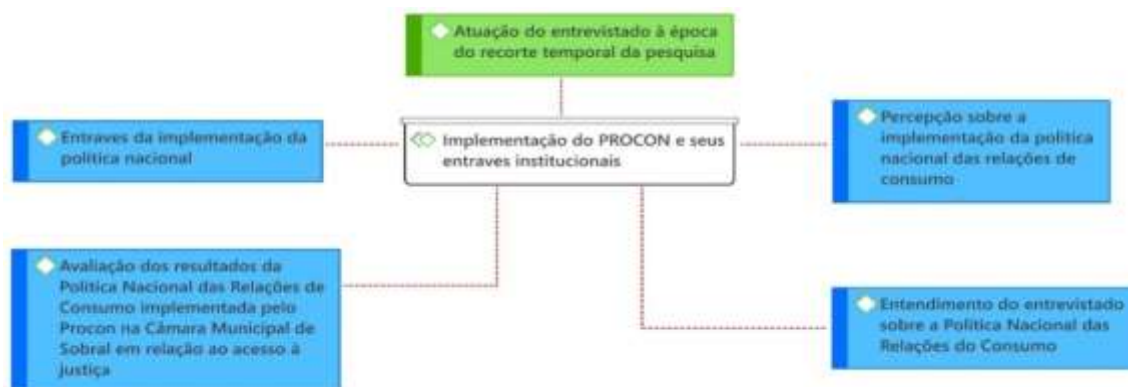 Atuação do entrevistado à época
do recorte temporal da pesquisa
Entraves da implementação da
política nacional
Implementação do PROCON e seus
entraves institucionais
Percepção sobre a
implementação da política
nacional das relações de
consumo
Avaliação dos resultados da
Política Nacional das Relações de
Consumo implementada pelo
Procon na Câmara Municipal de
Sobral em relação ao acesso à
justiça
Entendimento do entrevistado
sobre a Política Nacional das
Relações do Consumo